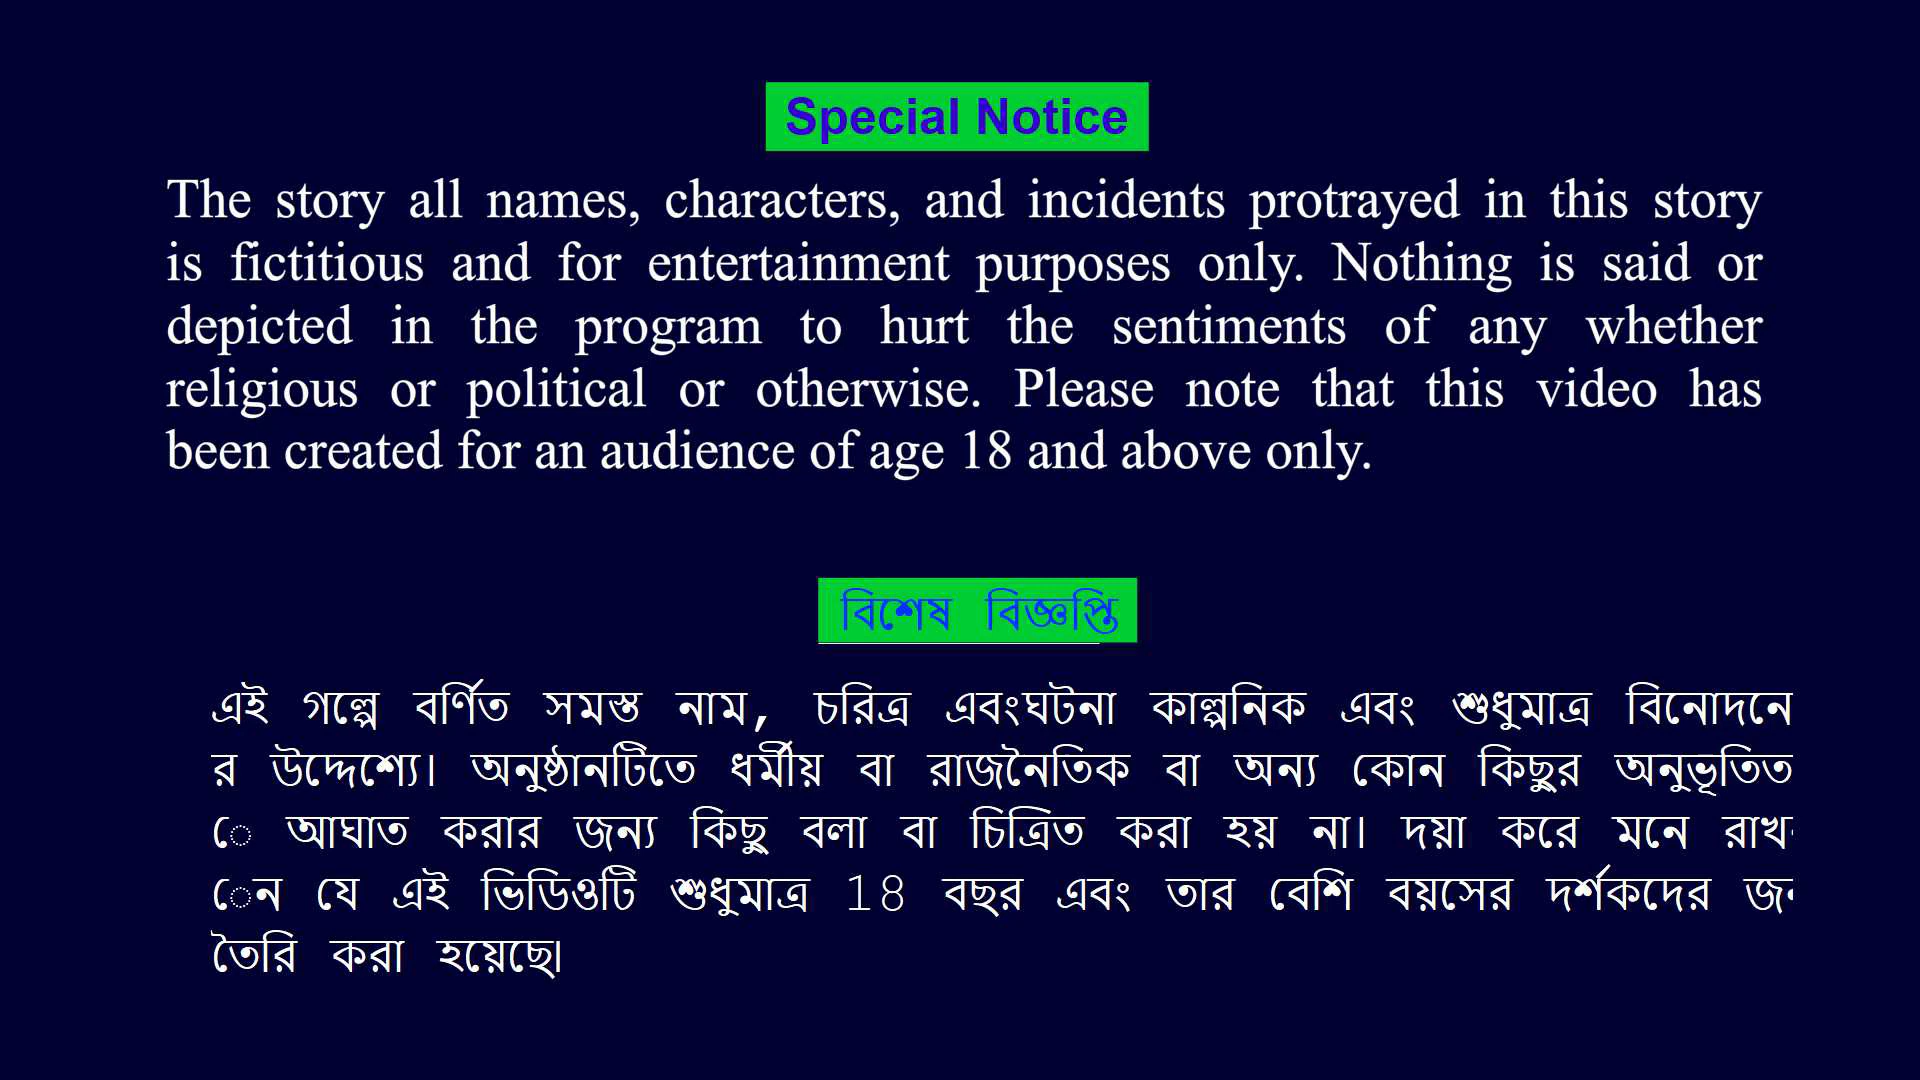 Special Notice
The story all names, characters, and incidents protrayed in this story
is fictitious and for entertainment purposes only. Nothing is said or
depicted in the program to hurt the sentiments of any whether
religious or political or otherwise. Please note that this video has
been created for an audience of age 18 and above only.
বিশেষ বিজ্ঞপ্তি
এই গল্পে বর্ণিত সমস্ত নাম, চরিত্র এবংঘটনা কাল্পনিক এবং শুধুমাত্র বিনোদনে
র উদ্দেশ্যে। অনুষ্ঠানটিতে ধর্মীয় বা রাজনৈতিক বা অন্য কোন কিছুর অনুভূতিত
ে আঘাত করার জন্য কিছু বলা বা চিত্রিত করা হয় না। দয়া করে মনে রাখ
েন যে এই ভিডিওটি শুধুমাত্র 18 বছর এবং তার বেশি বয়সের দর্শকদের
তৈরি করা হয়েছে।